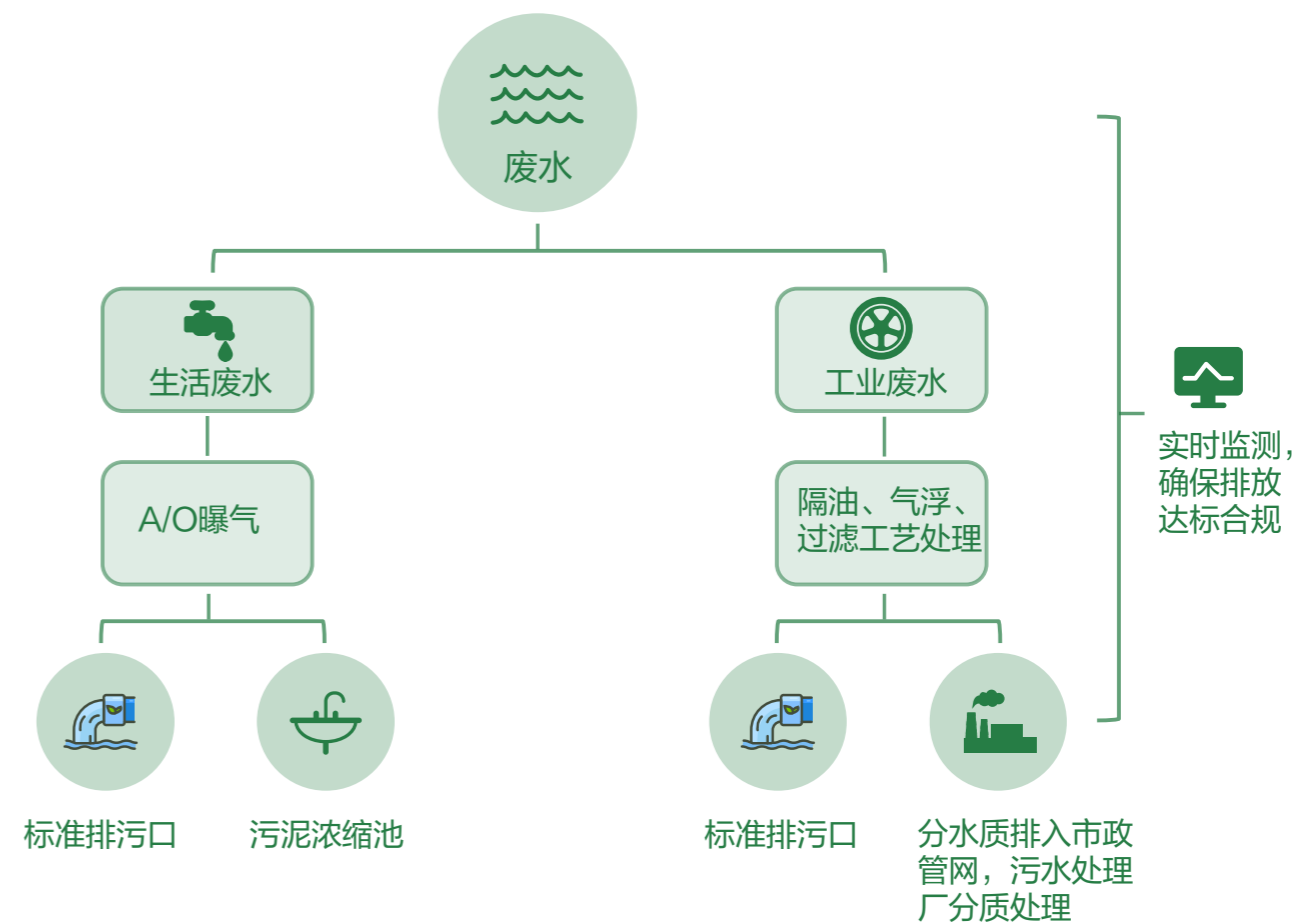 废水
生活废水
工业废水
A/O曝气
隔油、气浮、
过滤工艺处理
实时监测，
确保排放
达标合规
标准排污口
污泥浓缩池
标准排污口
分水质排入市政
管网，污水处理
厂分质处理